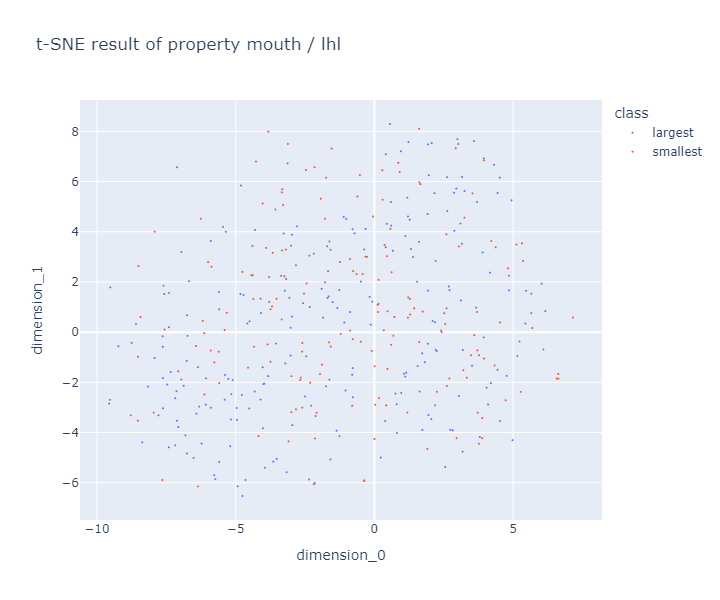 t-SNE result of property mouth / lhl
class
largest
smallest
8
6
4
2
0
−2
−4
−6
dimension_1
−10
−5
0
5
dimension_0